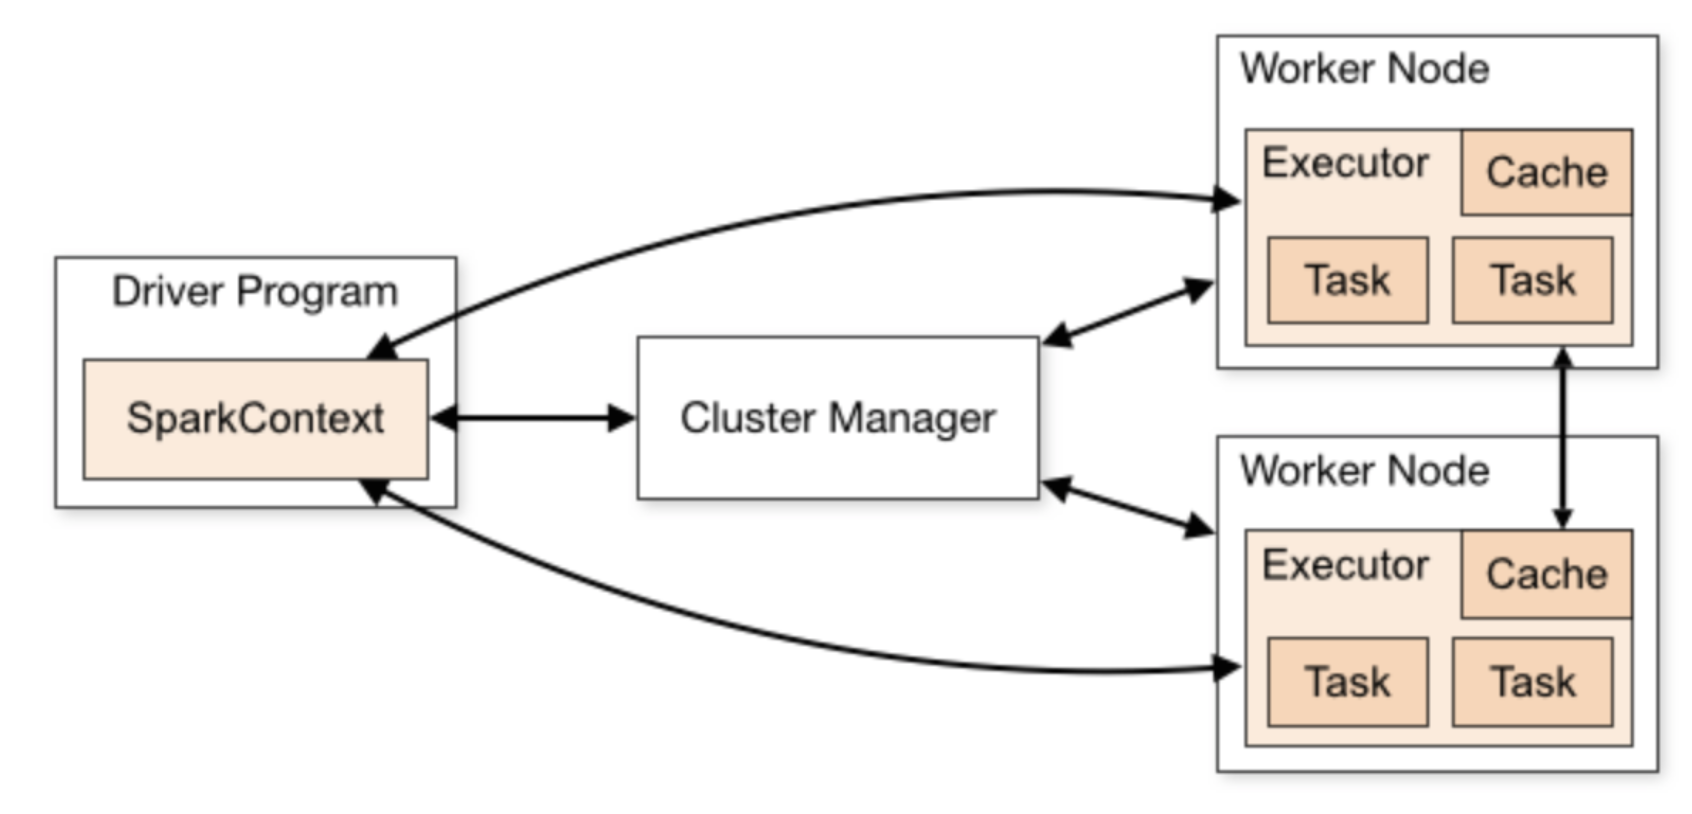 Driver Program
SparkContext
Cluster Manager
Worker Node
Executor
Cache
Task
Task
Worker Node
Executor
Cache
Task
Task